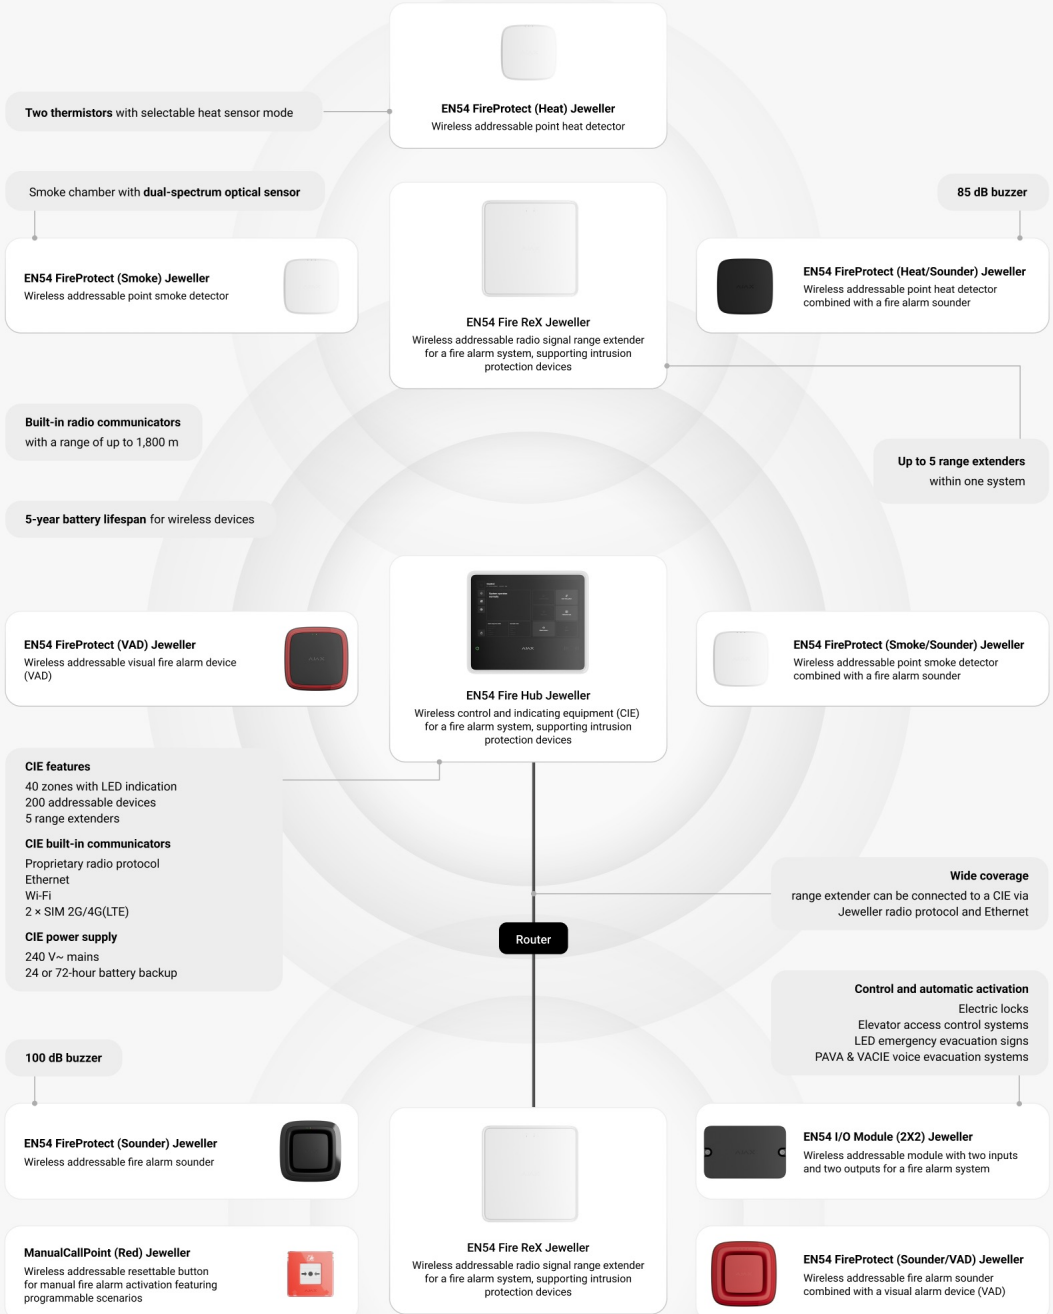 EN54 FireProtect (Heat) Jeweller
Wireless addressable point heat detector
Two thermistors with selectable heat sensor mode
Smoke chamber with dual-spectrum optical sensor
EN54 FireProtect (Smoke) Jeweller
Wireless addressable point smoke detector
EN54 Fire ReX Jeweller
Wireless addressable radio signal range extender
for a fire alarm system, supporting intrusion
protection devices
85 dB buzzer
EN54 FireProtect (Heat/Sounder) Jeweller
Wireless addressable point heat detector
combined with a fire alarm sounder
Built-in radio communicators
with a range of up to 1,800 m
Up to 5 range extenders
within one system
5-year battery lifespan for wireless devices
EN54 FireProtect (VAD) Jeweller
Wireless addressable visual fire alarm device
(VAD)
AJAX
EN54 Fire Hub Jeweller
Wireless control and indicating equipment (CIE)
for a fire alarm system, supporting intrusion
protection devices
EN54 FireProtect (Smoke/Sounder) Jeweller
Wireless addressable point smoke detector
combined with a fire alarm sounder
CIE features
40 zones with LED indication
200 addressable devices
5 range extenders
CIE built-in communicators
Proprietary radio protocol
Ethernet
Wi-Fi
2 × SIM 2G/4G(LTE)
CIE power supply
240 V~ mains
24 or 72-hour battery backup
Wide coverage
range extender can be connected to a CIE via
Jeweller radio protocol and Ethernet
Router
Control and automatic activation
Electric locks
Elevator access control systems
LED emergency evacuation signs
PAVA & VACIE voice evacuation systems
100 dB buzzer
EN54 FireProtect (Sounder) Jeweller
Wireless addressable fire alarm sounder
EN54 I/O Module (2X2) Jeweller
Wireless addressable module with two inputs
and two outputs for a fire alarm system
ManualCallPoint (Red) Jeweller
Wireless addressable resettable button
for manual fire alarm activation featuring
programmable scenarios
EN54 Fire ReX Jeweller
Wireless addressable radio signal range extender
for a fire alarm system, supporting intrusion
protection devices
EN54 FireProtect (Sounder/VAD) Jeweller
Wireless addressable fire alarm sounder
combined with a visual alarm device (VAD)